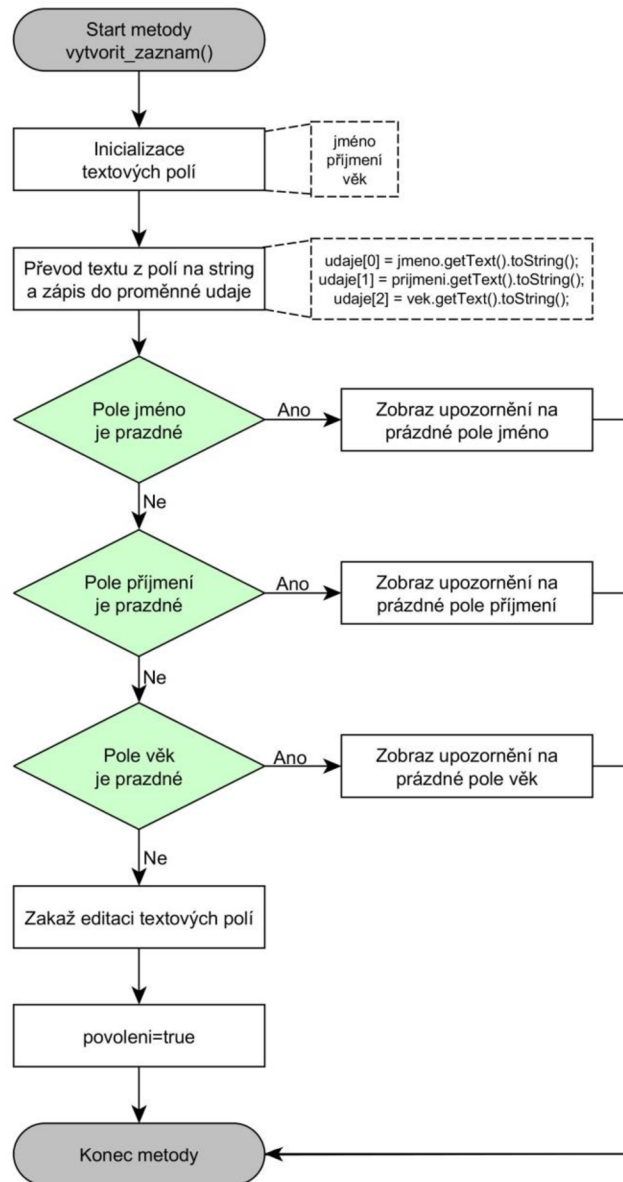 Start metody
vytvorit_zaznam()
Inicializace
textových polí
jméno
příjmení
věk
Převod textu z polí na string
a zápis do proměnné udaje
udaje[0] = jmeno.getText().toString();
udaje[1] = prijmeni.getText().toString();
udaje[2] = vek.getText().toString();
Pole jméno
je prazdné
Ano
Zobraz upozornění na
prázdné pole jméno
Ne
Pole příjmení
je prazdné
Ano
Zobraz upozornění na
prázdné pole příjmení
Ne
Pole věk
je prazdné
Ano
Zobraz upozornění na
prázdné pole věk
Ne
Zakaž editaci textových polí
povoleni=true
Konec metody